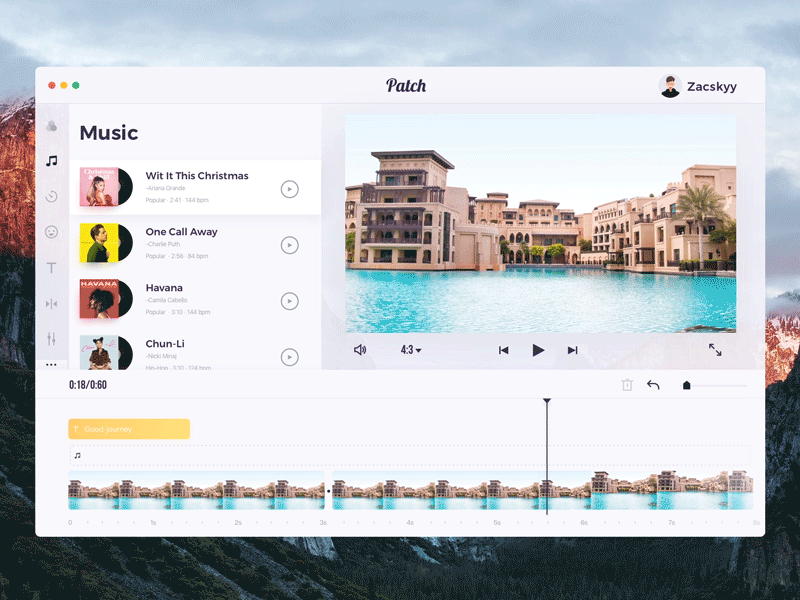 Patch
Zacskyy
Music
Wit It This Christmas
-Ariana Grande
Popular · 2:41 · 144 bpm
One Call Away
-Charlie Puth
Popular · 2:56 · 84 bpm
HAVANA
Havana
-Camila Cabello
Popular · 3:10 · 144 bpm
Chun-Li
-Nicki Minaj
Hip-Hop · 3:10 · 124 bpm
T
4:3
0:18/0:60
T Good journey
0 1s 2s 3s 4s 5s 6s 7s 8s